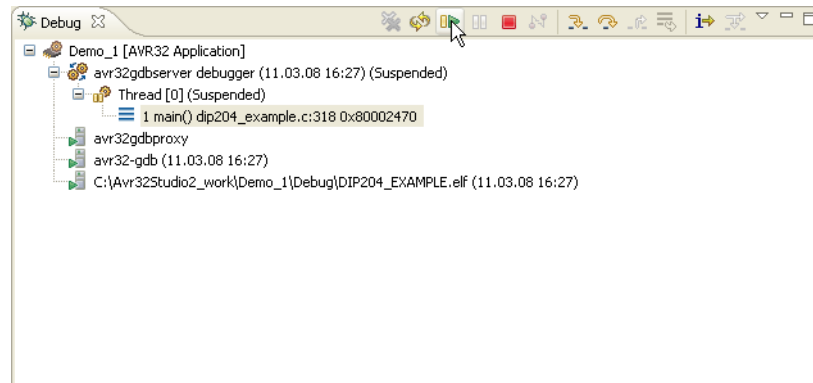 Debug
Demo_1 [AVR32 Application]
avr32gdbserver debugger (11.03.08 16:27) (Suspended)
Thread [0] (Suspended)
1 main() dip204_example.c:318 0x80002470
avr32gdbproxy
avr32-gdb (11.03.08 16:27)
C:\Avr32Studio2_work\Demo_1\Debug\DIP204_EXAMPLE.elf (11.03.08 16:27)